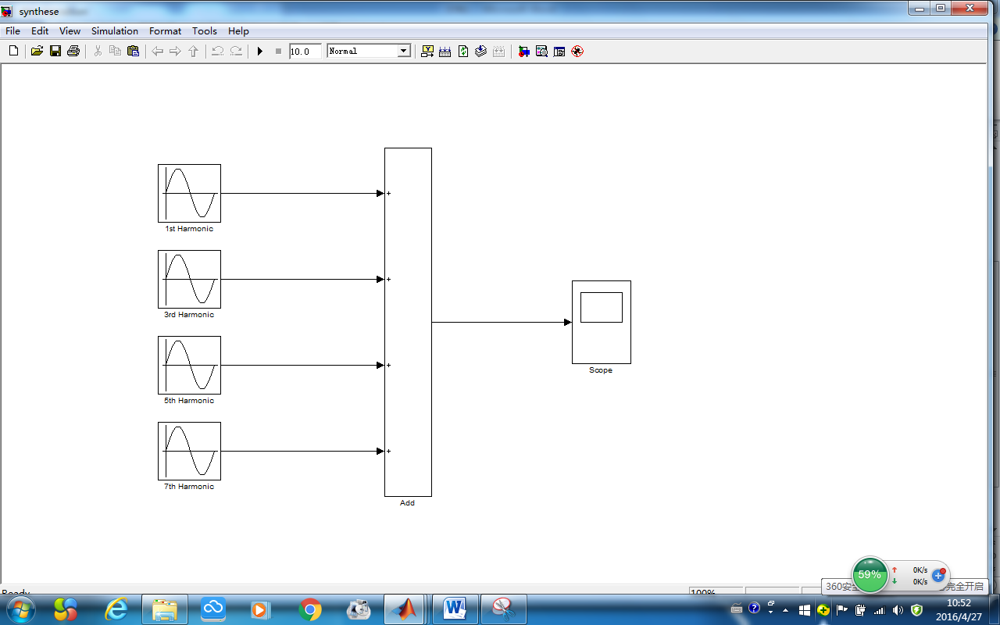 synthese
File Edit View Simulation Format Tools Help
10.0 Normal
1st Harmonic
3rd Harmonic
5th Harmonic
7th Harmonic
Add
Scope
Ready
100%
59%
0K/s
0K/s
360安
完全开启
10:52
2016/4/27